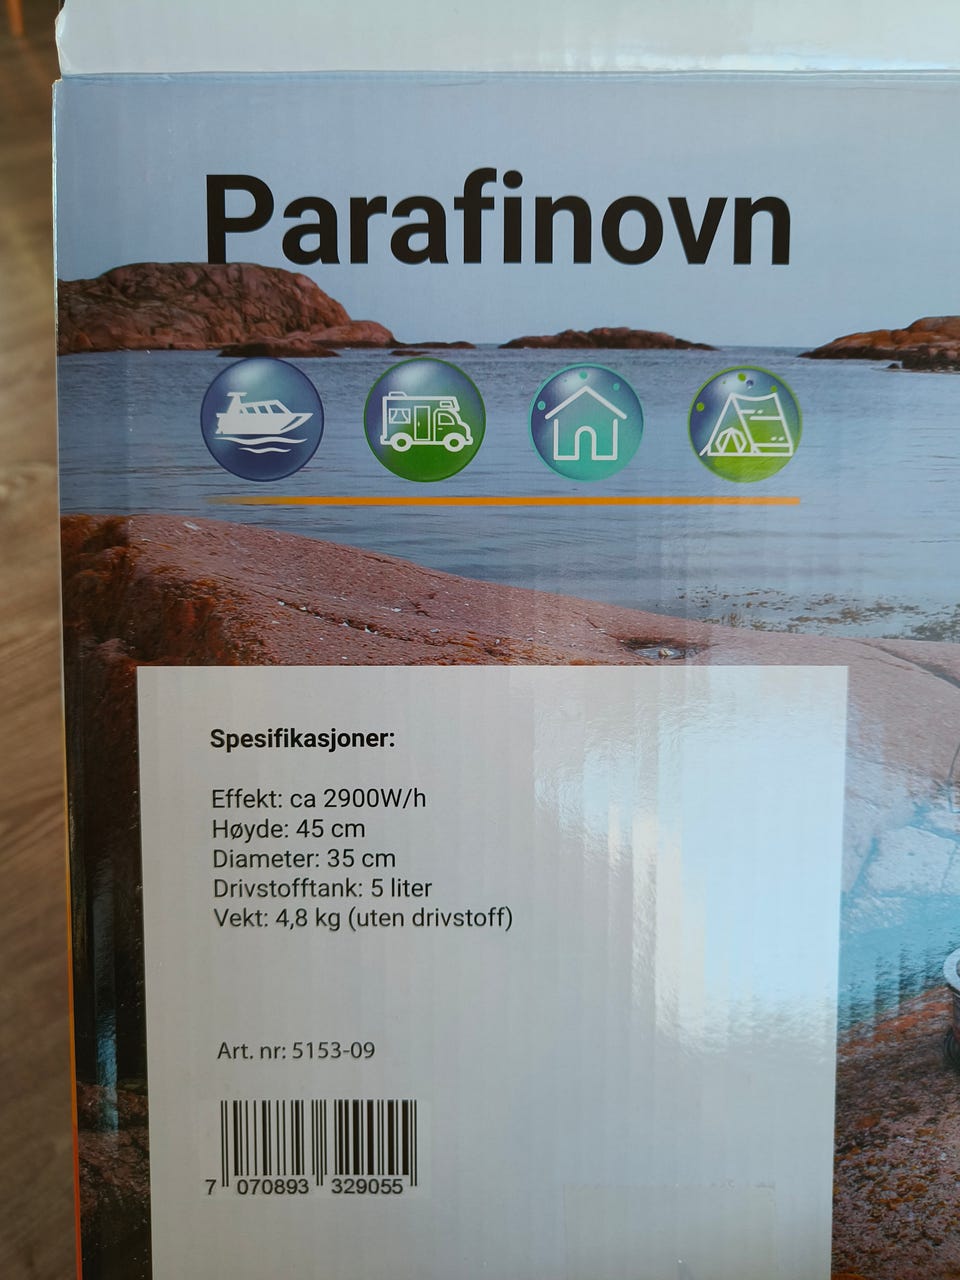 Parafinovn
Spesifikasjoner:
Effekt: ca 2900W/h
Høyde: 45 cm
Diameter: 35 cm
Drivstofftank: 5 liter
Vekt: 4,8 kg (uten drivstoff)
Art. nr: 5153-09
7 070893 329055